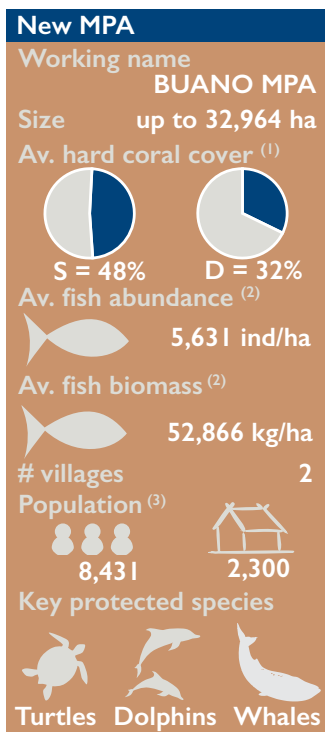 New MPA
Working name
BUANO MPA
Size up to 32,964 ha
Av. hard coral cover (1)
S = 48% D = 32%
Av. fish abundance (2)
5,631 ind/ha
Av. fish biomass (2)
52,866 kg/ha
# villages 2
Population (3)
8,431 2,300
Key protected species
Turtles Dolphins Whales